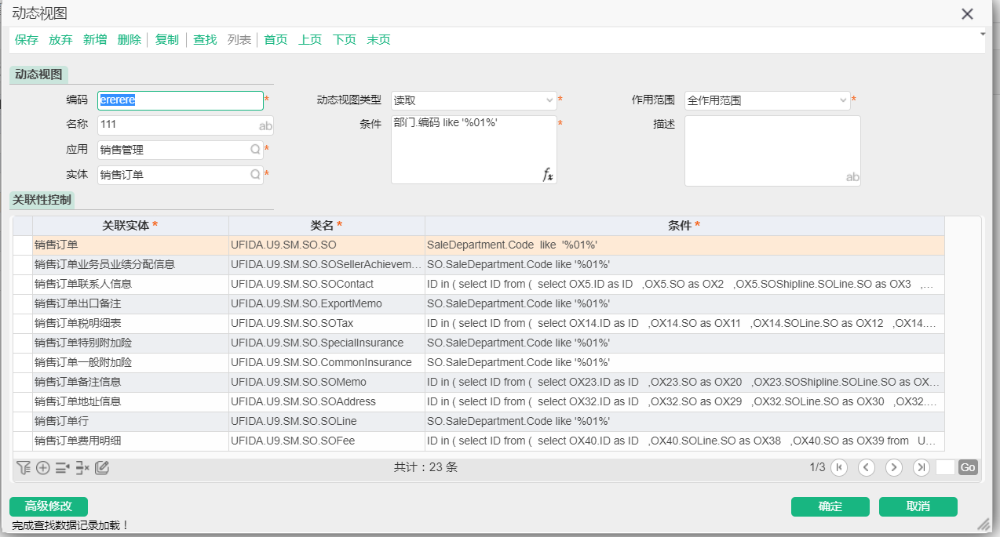 动态视图
保存 放弃 新增 删除 复制 查找 列表 首页 上页 下页 末页
动态视图
编码 ererere * 动态视图类型 读取 * 作用范围 全作用范围 *
名称 111 ab 条件 部门.编码 like '%01%' * 描述
应用 销售管理 *
实体 销售订单 * fx ab
关联性控制
关联实体 * 类名 * 条件 *
销售订单 UFIDA.U9.SM.SO.SO SaleDepartment.Code like '%01%'
销售订单业务员业绩分配信息 UFIDA.U9.SM.SO.SOSellerAchievem... SO.SaleDepartment.Code like '%01%'
销售订单联系人信息 UFIDA.U9.SM.SO.SOContact ID in ( select ID from ( select OX5.ID as ID ,OX5.SO as OX2 ,OX5.SOShipline.SOLine.SO as OX3 ,...
销售订单出口备注 UFIDA.U9.SM.SO.ExportMemo SO.SaleDepartment.Code like '%01%'
销售订单税明细表 UFIDA.U9.SM.SO.SOTax ID in ( select ID from ( select OX14.ID as ID ,OX14.SO as OX11 ,OX14.SOLine.SO as OX12 ,OX14....
销售订单特别附加险 UFIDA.U9.SM.SO.SpecialInsurance SO.SaleDepartment.Code like '%01%'
销售订单一般附加险 UFIDA.U9.SM.SO.CommonInsurance SO.SaleDepartment.Code like '%01%'
销售订单备注信息 UFIDA.U9.SM.SO.SOMemo ID in ( select ID from ( select OX23.ID as ID ,OX23.SO as OX20 ,OX23.SOShipline.SOLine.SO as OX...
销售订单地址信息 UFIDA.U9.SM.SO.SOAddress ID in ( select ID from ( select OX32.ID as ID ,OX32.SO as OX29 ,OX32.SOLine.SO as OX30 ,OX32....
销售订单行 UFIDA.U9.SM.SO.SOLine SO.SaleDepartment.Code like '%01%'
销售订单费用明细 UFIDA.U9.SM.SO.SOFee ID in ( select ID from ( select OX40.ID as ID ,OX40.SOLine.SO as OX38 ,OX40.SO as OX39 from U...
共计：23 条 1/3 Go
高级修改 确定 取消
完成查找数据记录加载！